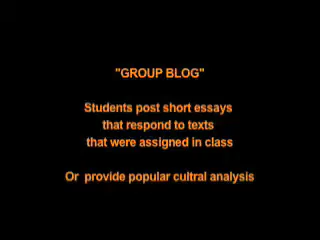 "GROUP BLOG"
Students post short essays
that respond to texts
that were assigned in class
Or provide popular cultral analysis